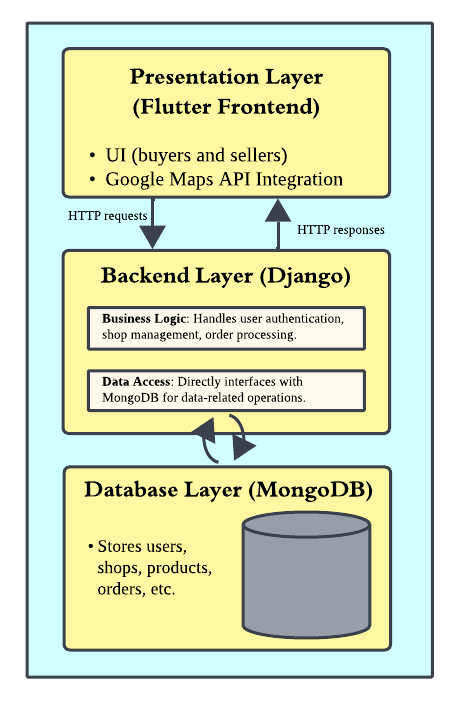 Presentation Layer
(Flutter Frontend)
• UI (buyers and sellers)
• Google Maps API Integration
HTTP requests
HTTP responses
Backend Layer (Django)
Business Logic: Handles user authentication,
shop management, order processing.
Data Access: Directly interfaces with
MongoDB for data-related operations.
Database Layer (MongoDB)
• Stores users,
shops, products,
orders, etc.